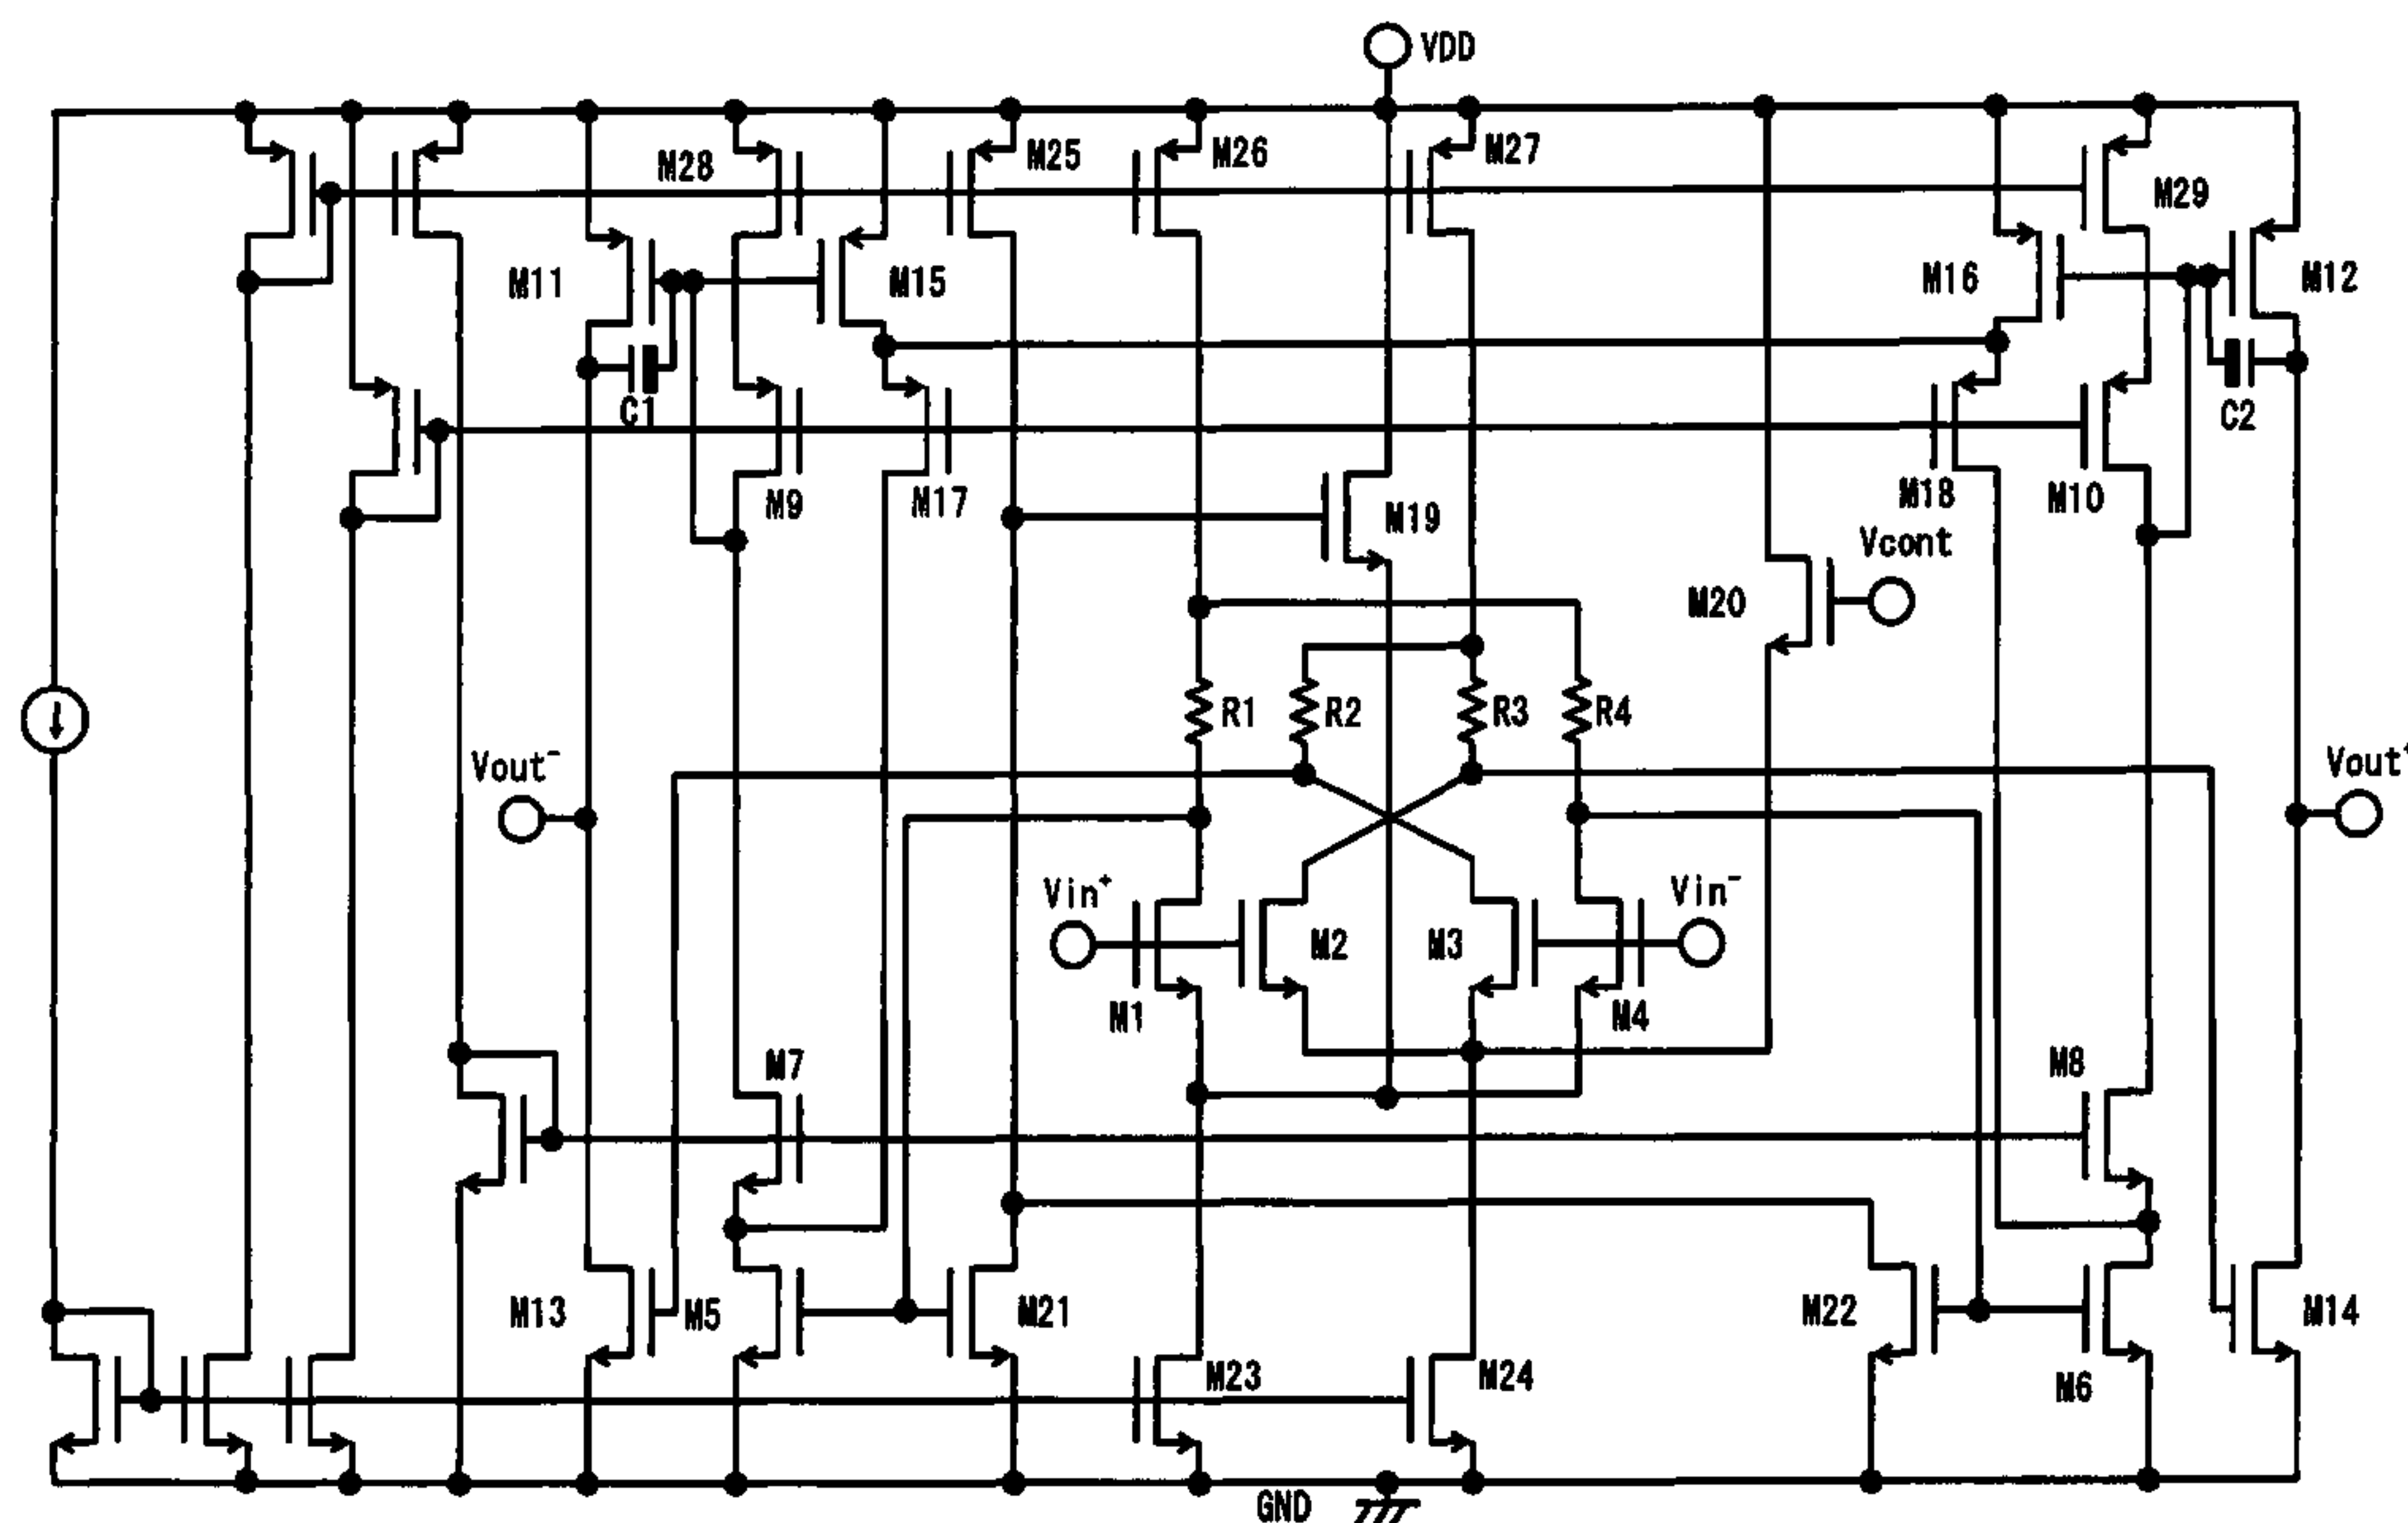 VDD
M28
M25
M26
M27
M29
M11
M15
M16
M12
C1
C2
M9
M17
M19
M18
M10
Vcont
M20
R1
R2
R3
R4
Vout⁻
Vout⁺
Vin⁺
Vin⁻
M2
M3
M1
M4
M7
M8
M13
M5
M21
M22
M14
M23
M24
M6
GND